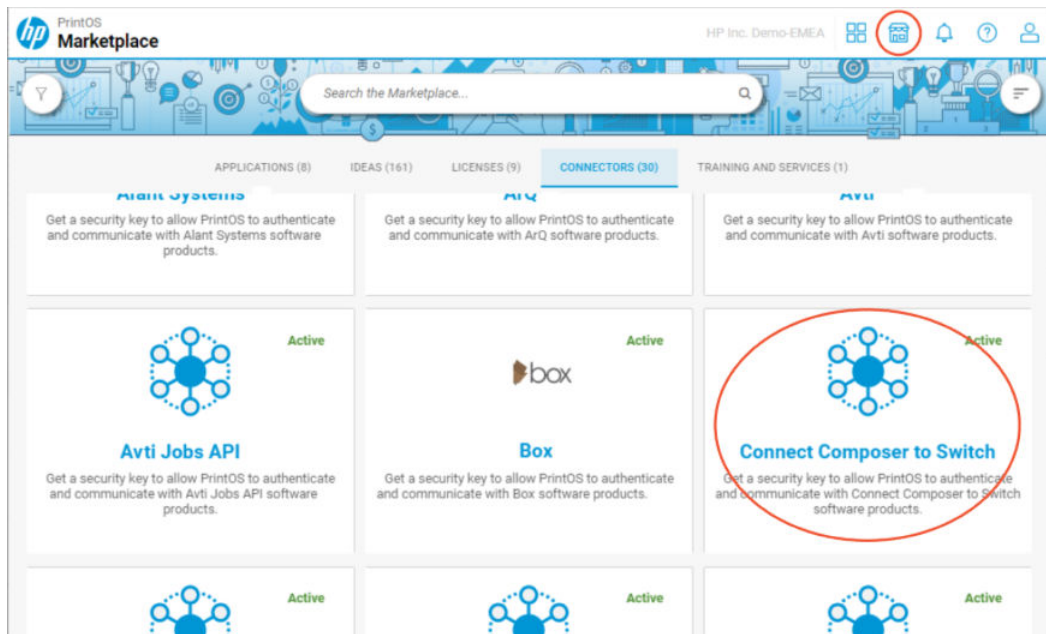 hp
PrintOS
Marketplace
HP Inc. Demo-EMEA
?
Search the Marketplace...
$
APPLICATIONS (8)
IDEAS (161)
LICENSES (9)
CONNECTORS (30)
TRAINING AND SERVICES (1)
Alant Systems
Get a security key to allow PrintOS to authenticate
and communicate with Alant Systems software
products.
ArQ
Get a security key to allow PrintOS to authenticate
and communicate with ArQ software products.
Avti
Get a security key to allow PrintOS to authenticate
and communicate with Avti software products.
Active
Avti Jobs API
Get a security key to allow PrintOS to authenticate
and communicate with Avti Jobs API software
products.
Active
box
Box
Get a security key to allow PrintOS to authenticate
and communicate with Box software products.
Active
Connect Composer to Switch
Get a security key to allow PrintOS to authenticate
and communicate with Connect Composer to Switch
software products.
Active
Active
Active